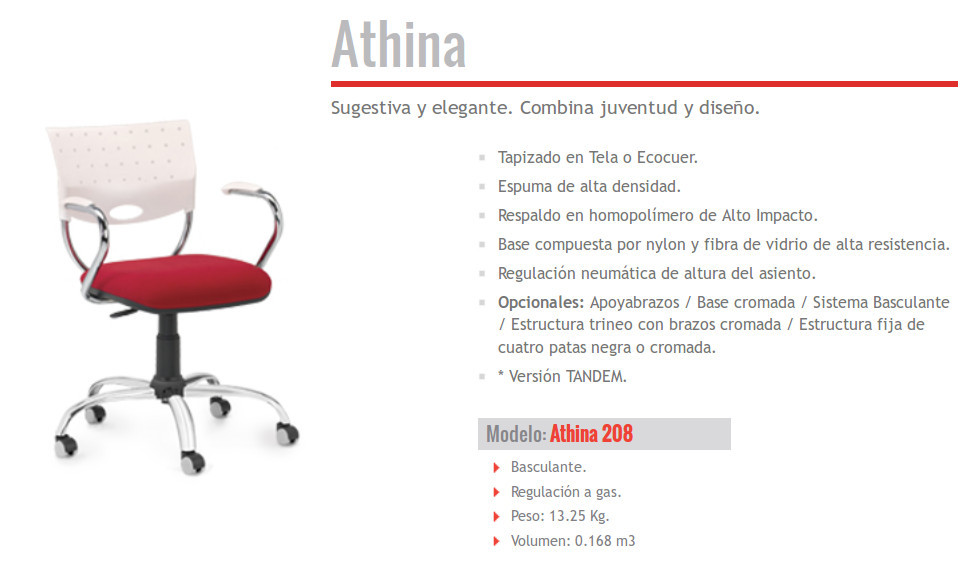 Athina
Sugestiva y elegante. Combina juventud y diseño.
Tapizado en Tela o Ecocuer.
Espuma de alta densidad.
Respaldo en homopolímero de Alto Impacto.
Base compuesta por nylon y fibra de vidrio de alta resistencia.
Regulación neumática de altura del asiento.
Opcionales: Apoyabrazos / Base cromada / Sistema Basculante
/ Estructura trineo con brazos cromada / Estructura fija de
cuatro patas negra o cromada.
* Versión TANDEM.
Modelo: Athina 208
Basculante.
Regulación a gas.
Peso: 13.25 Kg.
Volumen: 0.168 m3